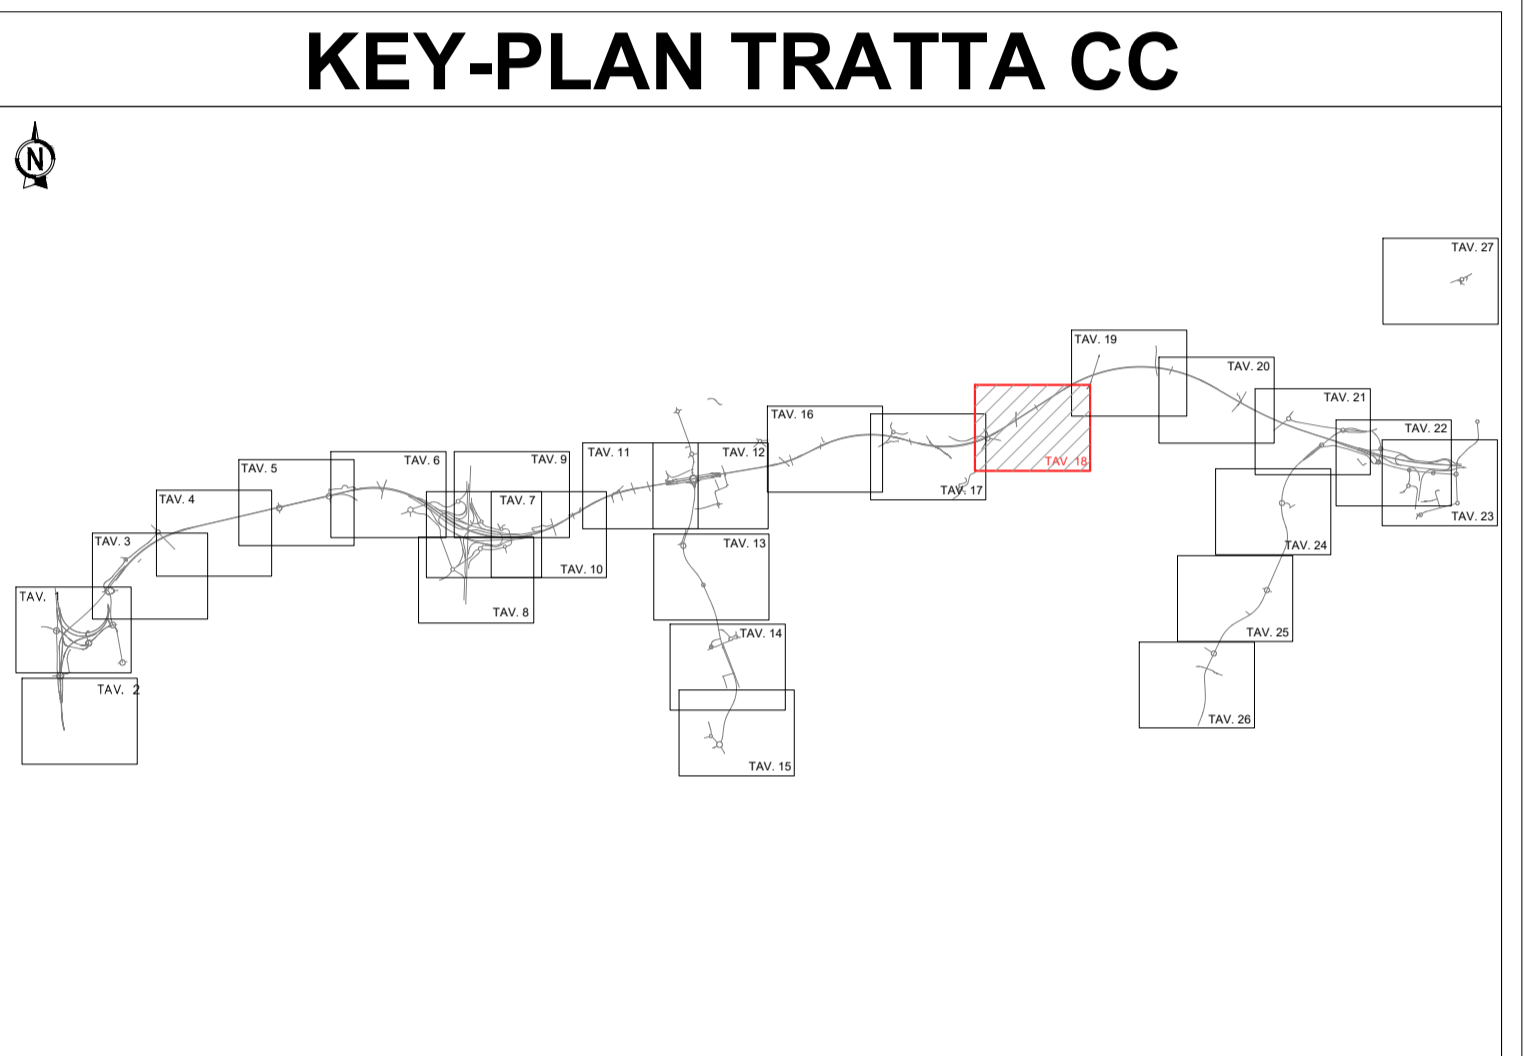 KEY-PLAN TRATTA CC
N
TAV. 27
TAV. 19
TAV. 20
TAV. 21
TAV. 16
TAV. 22
TAV. 11
TAV. 12
TAV. 6
TAV. 9
TAV. 18
TAV. 5
TAV. 17
TAV. 4
TAV. 7
TAV. 23
TAV. 3
TAV. 13
TAV. 24
TAV. 10
TAV. 1
TAV. 8
TAV. 14
TAV. 25
TAV. 2
TAV. 26
TAV. 15